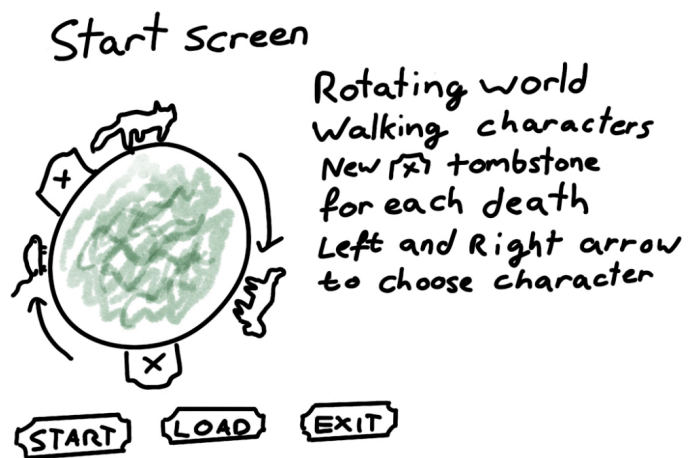 Start screen
Rotating world
Walking characters
New x tombstone
for each death
Left and Right arrow
to choose character
+
x
START LOAD EXIT